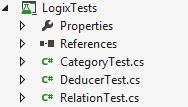 LogixTests
Properties
References
C# CategoryTest.cs
C# DeducerTest.cs
C# RelationTest.cs